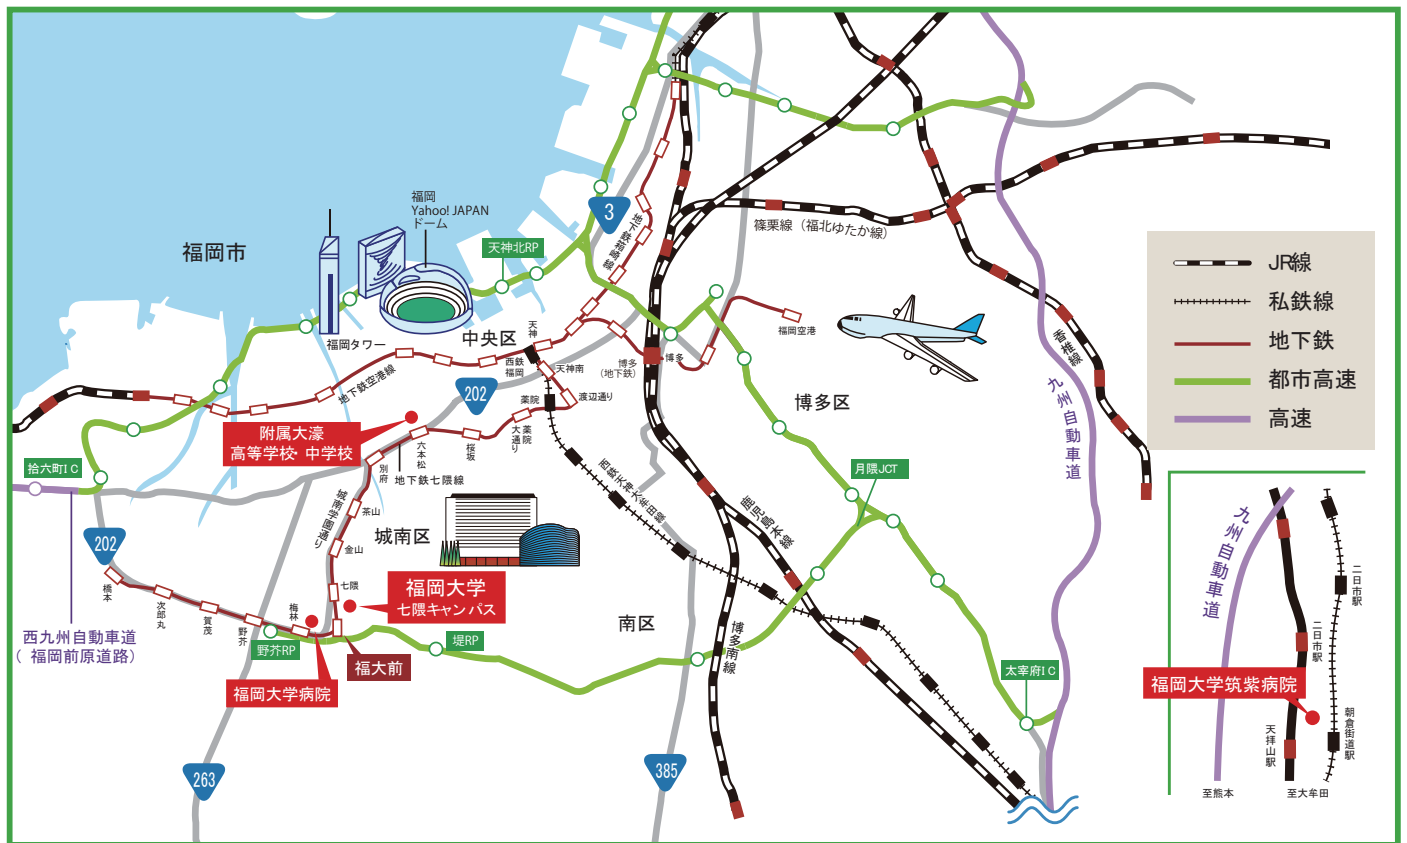 福岡市
福岡
Yahoo! JAPAN
ドーム
天神北RP
3
地下鉄箱崎線
篠栗線（福北ゆたか線）
福岡タワー
中央区
天神
西鉄
福岡
天神南
博多
(地下鉄)
博多
福岡空港
地下鉄空港線
202
薬院
渡辺通り
薬院
大通り
桜坂
六本松
別府
地下鉄七隈線
附属大濠
高等学校・中学校
博多区
香椎線
九州自動車道
JR線
私鉄線
地下鉄
都市高速
高速
拾六町IC
202
城南学園通り
茶山
金山
七隈
城南区
西鉄天神大牟田線
鹿児島本線
月隈JCT
橋本
次郎丸
賀茂
野芥
梅林
福岡大学
七隈キャンパス
西九州自動車道
（ 福岡前原道路）
野芥RP
福大前
福岡大学病院
堤RP
南区
博多南線
太宰府IC
263
385
九州自動車道
二日市駅
二日市駅
福岡大学筑紫病院
朝倉街道駅
天拝山駅
至熊本
至大牟田